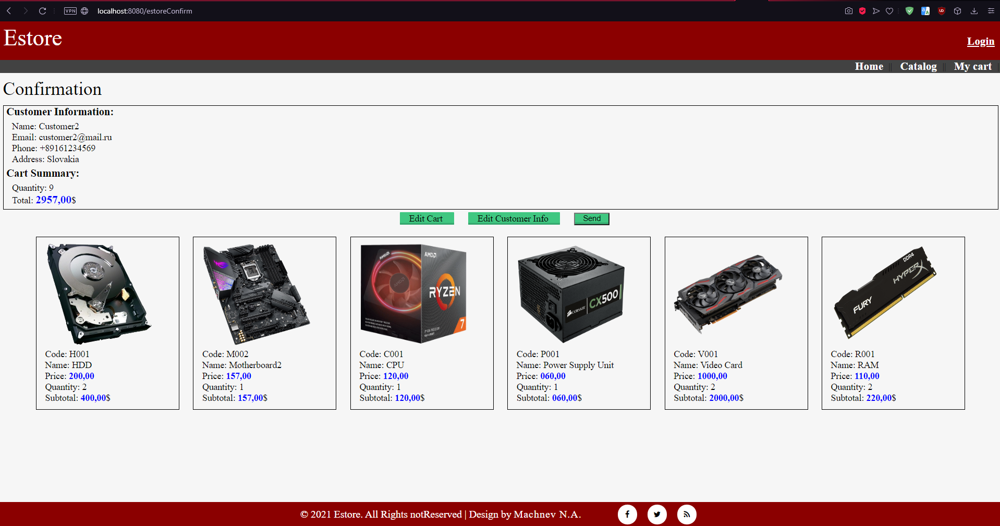 VPN localhost:8080/estoreConfirm
Estore
Login
Home || Catalog || My cart |
Confirmation
Customer Information:
Name: Customer2
Email: customer2@mail.ru
Phone: +89161234569
Address: Slovakia
Cart Summary:
Quantity: 9
Total: 2957,00$
Edit Cart Edit Customer Info Send
Code: H001
Name: HDD
Price: 200,00
Quantity: 2
Subtotal: 400,00$
Code: M002
Name: Motherboard2
Price: 157,00
Quantity: 1
Subtotal: 157,00$
AMD
AMD
AMD
RYZEN
7
Code: C001
Name: CPU
Price: 120,00
Quantity: 1
Subtotal: 120,00$
CORSAIR CX500
Code: P001
Name: Power Supply Unit
Price: 060,00
Quantity: 1
Subtotal: 060,00$
Code: V001
Name: Video Card
Price: 1000,00
Quantity: 2
Subtotal: 2000,00$
DDR4
HYPERX
FURY
Code: R001
Name: RAM
Price: 110,00
Quantity: 2
Subtotal: 220,00$
© 2021 Estore. All Rights notReserved | Design by Machnev N.A.